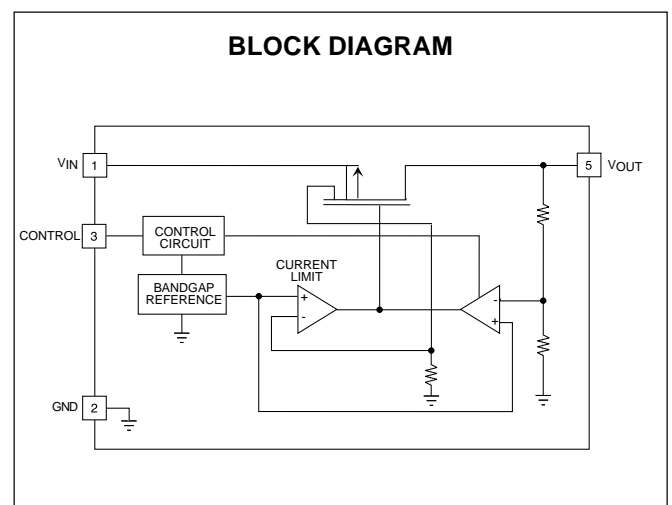 BLOCK DIAGRAM
VIN
1
5
VOUT
CONTROL
3
CONTROL
CIRCUIT
CURRENT
LIMIT
BANDGAP
REFERENCE
+
-
-
+
GND
2